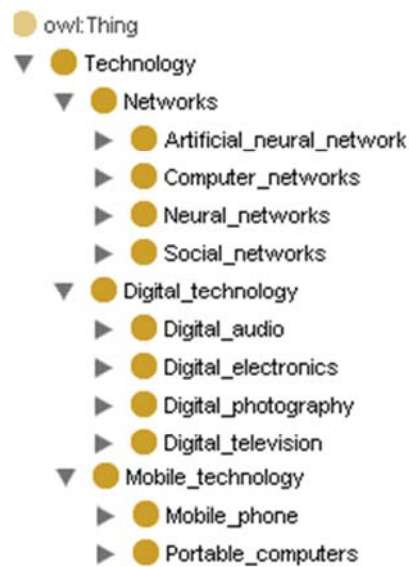 owl:Thing
Technology
Networks
Artificial_neural_network
Computer_networks
Neural_networks
Social_networks
Digital_technology
Digital_audio
Digital_electronics
Digital_photography
Digital_television
Mobile_technology
Mobile_phone
Portable_computers